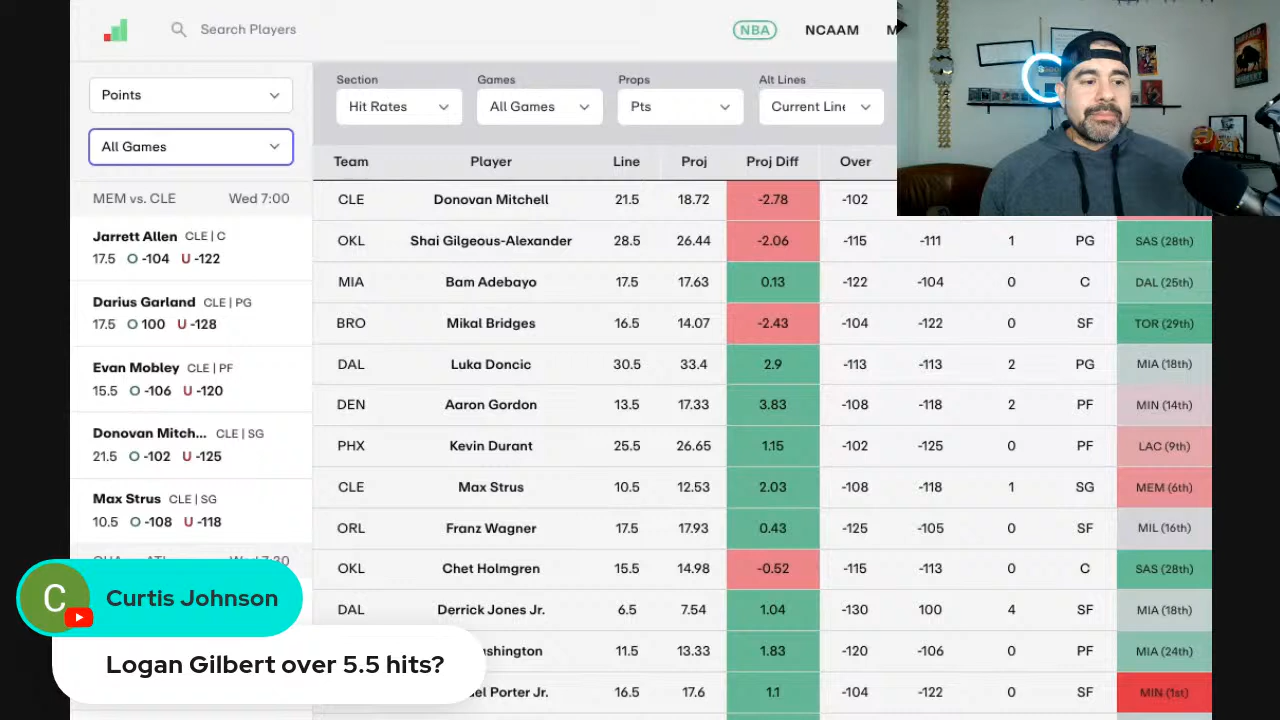 Search Players
NBA
NCAAM
Points
All Games
MEM vs. CLE Wed 7:00
Jarrett Allen CLE | C
17.5 O -104 U -122
Darius Garland CLE | PG
17.5 O 100 U -128
Evan Mobley CLE | PF
15.5 O -106 U -120
Donovan Mitch... CLE | SG
21.5 O -102 U -125
Max Strus CLE | SG
10.5 O -108 U -118
Section Games Props Alt Lines
Hit Rates All Games Pts Current Line
Team Player Line Proj Proj Diff Over
CLE Donovan Mitchell 21.5 18.72 -2.78 -102
OKL Shai Gilgeous-Alexander 28.5 26.44 -2.06 -115 -111 1 PG SAS (28th)
MIA Bam Adebayo 17.5 17.63 0.13 -122 -104 0 C DAL (25th)
BRO Mikal Bridges 16.5 14.07 -2.43 -104 -122 0 SF TOR (29th)
DAL Luka Doncic 30.5 33.4 2.9 -113 -113 2 PG MIA (18th)
DEN Aaron Gordon 13.5 17.33 3.83 -108 -118 2 PF MIN (14th)
PHX Kevin Durant 25.5 26.65 1.15 -102 -125 0 PF LAC (9th)
CLE Max Strus 10.5 12.53 2.03 -108 -118 1 SG MEM (6th)
ORL Franz Wagner 17.5 17.93 0.43 -125 -105 0 SF MIL (16th)
OKL Chet Holmgren 15.5 14.98 -0.52 -115 -113 0 C SAS (28th)
DAL Derrick Jones Jr. 6.5 7.54 1.04 -130 100 4 SF MIA (18th)
ashington 11.5 13.33 1.83 -120 -106 0 PF MIA (24th)
el Porter Jr. 16.5 17.6 1.1 -104 -122 0 SF MIN (1st)
C
Curtis Johnson
Logan Gilbert over 5.5 hits?